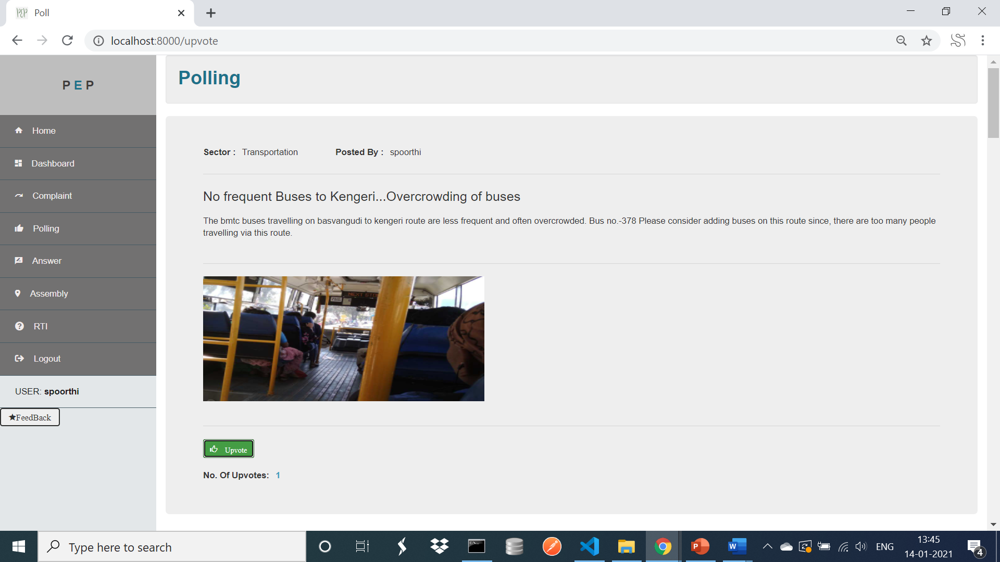 PEP Poll
localhost:8000/upvote
P E P
Home
Dashboard
Complaint
Polling
Answer
Assembly
RTI
Logout
USER: spoorthi
★FeedBack
Polling
Sector : Transportation Posted By : spoorthi
No frequent Buses to Kengeri...Overcrowding of buses
The bmtc buses travelling on basvangudi to kengeri route are less frequent and often overcrowded. Bus no.-378 Please consider adding buses on this route since, there are too many people
travelling via this route.
NEXT STOP
Upvote
No. Of Upvotes: 1
Type here to search
ENG
13:45
14-01-2021
4